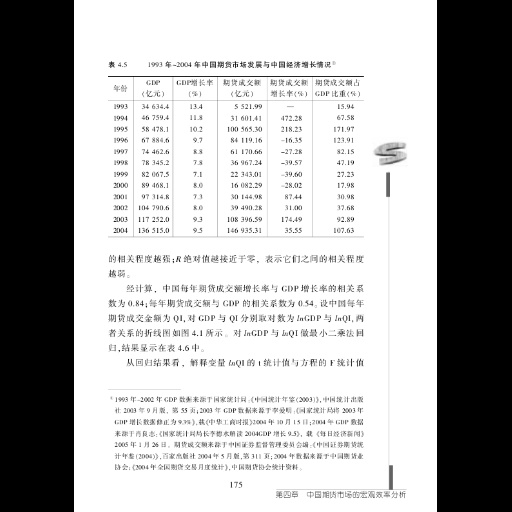 表 4.5 1993 年~2004 年中国期货市场发展与中国经济增长情况①
年份 GDP(亿元) GDP增长率(%) 期货成交额(亿元) 期货成交额增长率(%) 期货成交额占GDP比重(%)
1993 34 634.4 13.4 5 521.99 — 15.94
1994 46 759.4 11.8 31 601.41 472.28 67.58
1995 58 478.1 10.2 100 565.30 218.23 171.97
1996 67 884.6 9.7 84 119.16 -16.35 123.91
1997 74 462.6 8.8 61 170.66 -27.28 82.15
1998 78 345.2 7.8 36 967.24 -39.57 47.19
1999 82 067.5 7.1 22 343.01 -39.60 27.23
2000 89 468.1 8.0 16 082.29 -28.02 17.98
2001 97 314.8 7.3 30 144.98 87.44 30.98
2002 104 790.6 8.0 39 490.28 31.00 37.68
2003 117 252.0 9.3 108 396.59 174.49 92.89
2004 136 515.0 9.5 146 935.31 35.55 107.63
的相关程度越强;R 绝对值越接近于零，表示它们之间的相关程度
越弱。
经计算，中国每年期货成交额增长率与 GDP 增长率的相关系
数为 0.84;每年期货成交额与 GDP 的相关系数为 0.54。设中国每年
期货成交金额为 QI,对 GDP 与 QI 分别取对数为 lnGDP 与 lnQI,两
者关系的折线图如图 4.1 所示。对 lnGDP 与 lnQI 做最小二乘法回
归,结果显示在表 4.6 中。
从回归结果看，解释变量 lnQI 的 t 统计值与方程的 F 统计值
① 1993 年~2002 年 GDP 数据来源于国家统计局:《中国统计年鉴(2003)》,中国统计出版
社 2003 年 9 月版，第 55 页;2003 年 GDP 数据来源于李爱明:《国家统计局将 2003 年
GDP 增长数据修正为 9.3%》,载《中华工商时报》2004 年 10 月 15 日;2004 年 GDP 数据
来源于肖良志:《国家统计局局长李德水解读 2004GDP 增长 9.5》，载《每日经济新闻》
2005 年 1 月 26 日。期货成交额来源于中国证券监督管理委员会编:《中国证券期货统
计年鉴(2004)》,百家出版社 2004 年 5 月版,第 311 页;2004 年数据来源于中国期货业
协会:《2004 年全国期货交易月度统计》,中国期货协会统计资料。
175
第四章 中国期货市场的宏观效率分析